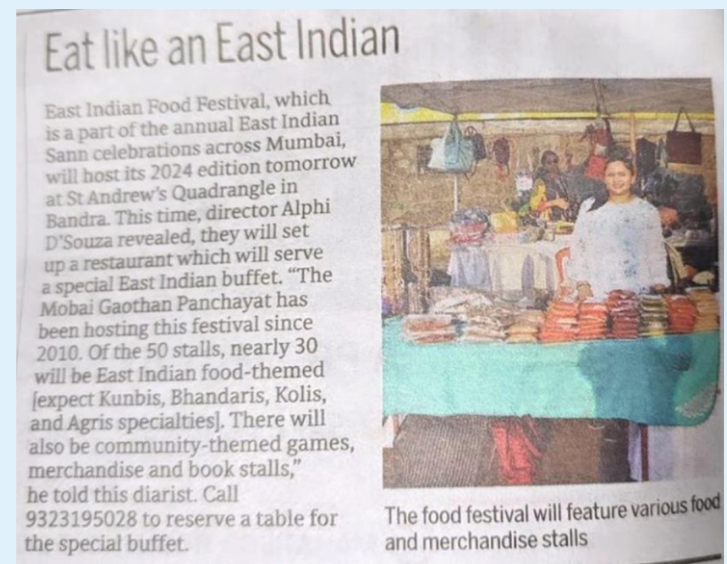 Eat like an East Indian
East Indian Food Festival, which
is a part of the annual East Indian
Sann celebrations across Mumbai,
will host its 2024 edition tomorrow
at St Andrew's Quadrangle in
Bandra. This time, director Alphi
D'Souza revealed, they will set
up a restaurant which will serve
a special East Indian buffet. “The
Mobai Gaothan Panchayat has
been hosting this festival since
2010. Of the 50 stalls, nearly 30
will be East Indian food-themed
[expect Kunbis, Bhandaris, Kolis,
and Agris specialties]. There will
also be community-themed games,
merchandise and book stalls,”
he told this diarist. Call
9323195028 to reserve a table for
the special buffet.
The food festival will feature various food
and merchandise stalls